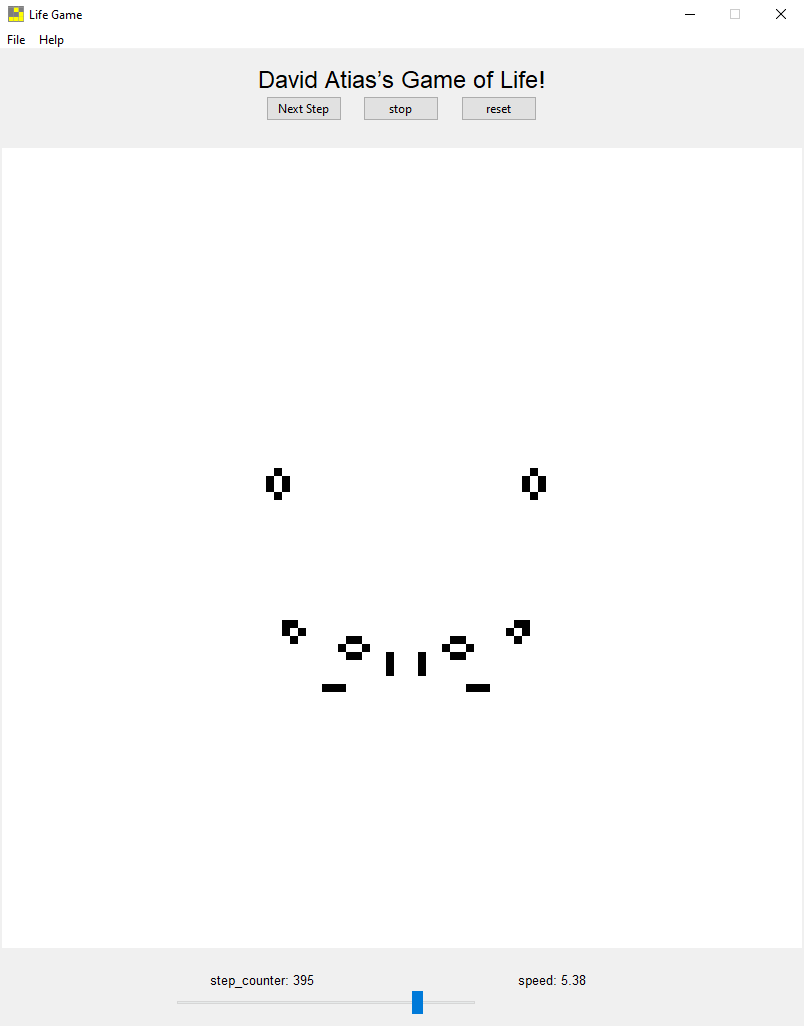 Life Game
File Help
David Atias’s Game of Life!
Next Step stop reset
step_counter: 395 speed: 5.38